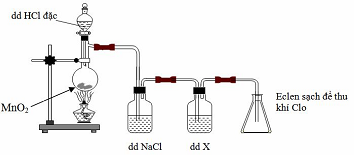 dd HCl đặc
MnO2
dd NaCl
dd X
Eclen sạch để thu
khí Clo